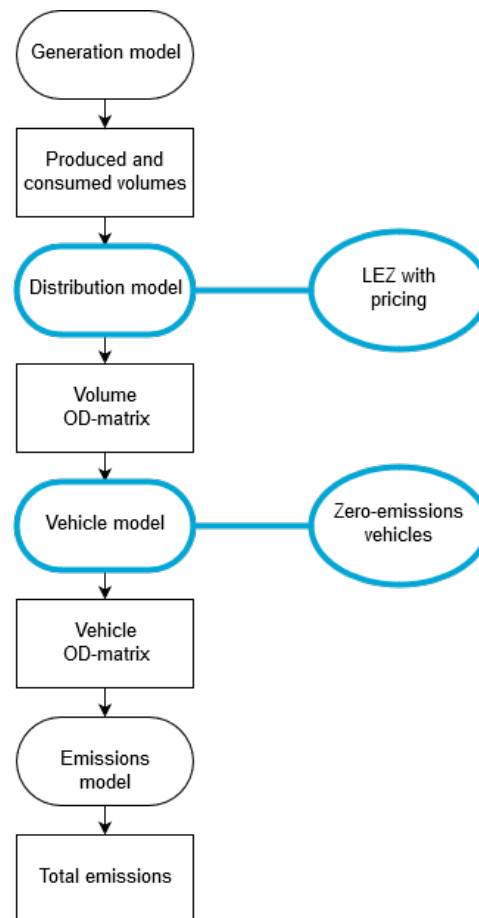 Generation model
Produced and
consumed volumes
Distribution model
LEZ with
pricing
Volume
OD-matrix
Vehicle model
Zero-emissions
vehicles
Vehicle
OD-matrix
Emissions
model
Total emissions